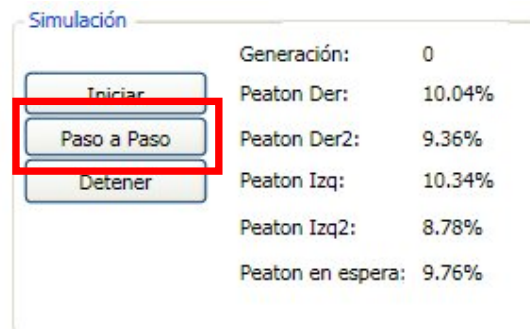 Simulación
Generación: 0
Iniciar
Peaton Der: 10.04%
Paso a Paso
Peaton Der2: 9.36%
Detener
Peaton Izq: 10.34%
Peaton Izq2: 8.78%
Peaton en espera: 9.76%